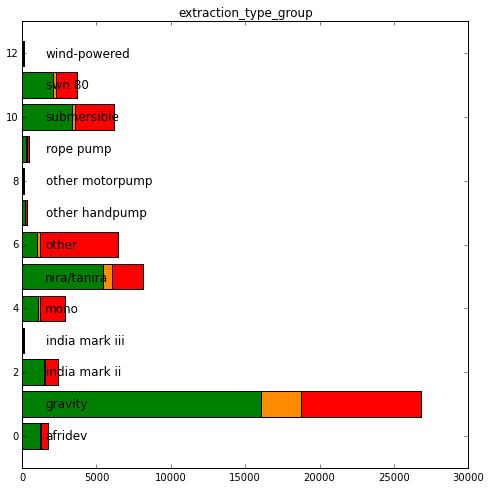 extraction_type_group
12
wind-powered
swn 80
10
submersible
rope pump
8
other motorpump
other handpump
6
other
nira/tanira
4
mono
india mark iii
2
india mark ii
gravity
0
afridev
0
5000
10000
15000
20000
25000
30000